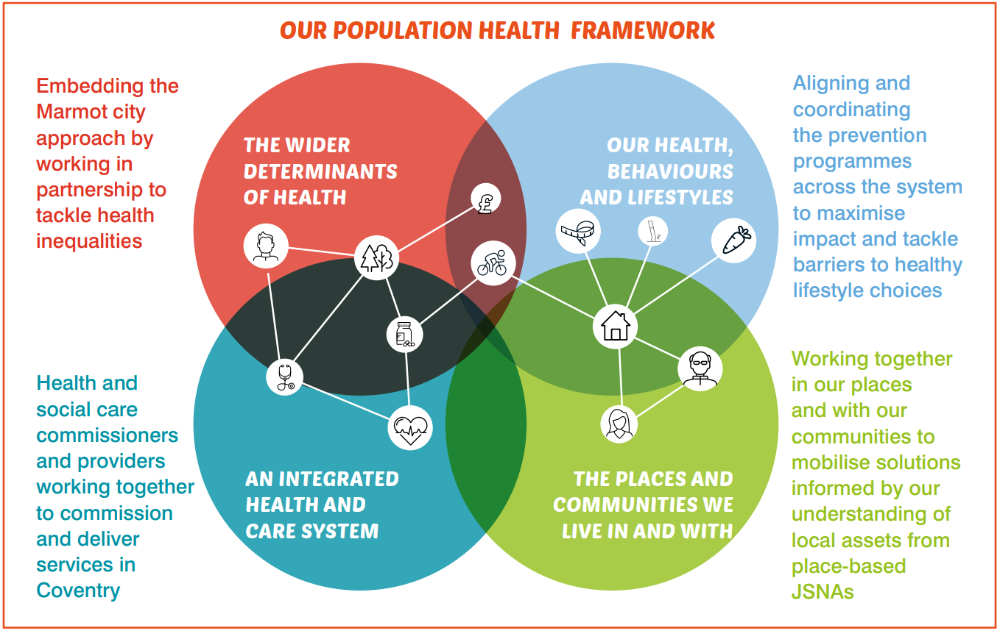 OUR POPULATION HEALTH FRAMEWORK
Embedding the
Marmot city
approach by
working in
partnership to
tackle health
inequalities
THE WIDER
DETERMINANTS
OF HEALTH
£
OUR HEALTH,
BEHAVIOURS
AND LIFESTYLES
Aligning and
coordinating
the prevention
programmes
across the system
to maximise
impact and tackle
barriers to healthy
lifestyle choices
Health and
social care
commissioners
and providers
working together
to commission
and deliver
services in
Coventry
AN INTEGRATED
HEALTH AND
CARE SYSTEM
THE PLACES AND
COMMUNITIES WE
LIVE IN AND WITH
Working together
in our places
and with our
communities to
mobilise solutions
informed by our
understanding of
local assets from
place-based
JSNAs